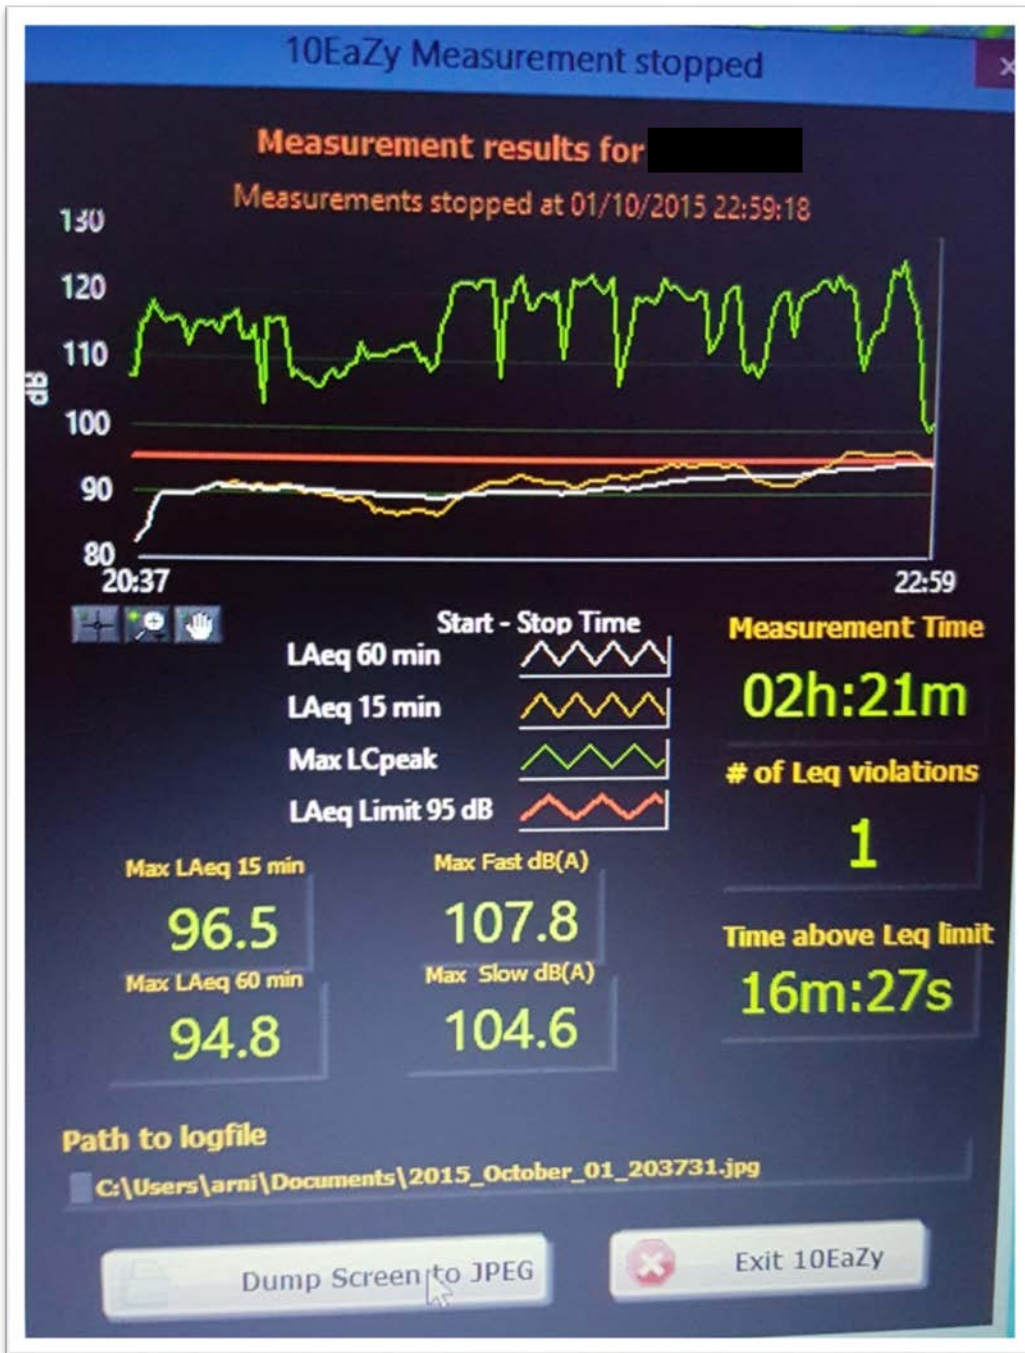 10EaZy Measurement stopped
Measurement results for
Measurements stopped at 01/10/2015 22:59:18
130
120
110
dB
100
90
80
20:37
22:59
Start - Stop Time
LAeq 60 min
LAeq 15 min
Max LCpeak
LAeq Limit 95 dB
Measurement Time
02h:21m
# of Leq violations
1
Max LAeq 15 min
96.5
Max Fast dB(A)
107.8
Time above Leq limit
16m:27s
Max LAeq 60 min
94.8
Max Slow dB(A)
104.6
Path to logfile
C:\Users\arni\Documents\2015_October_01_203731.jpg
Dump Screen to JPEG
Exit 10EaZy